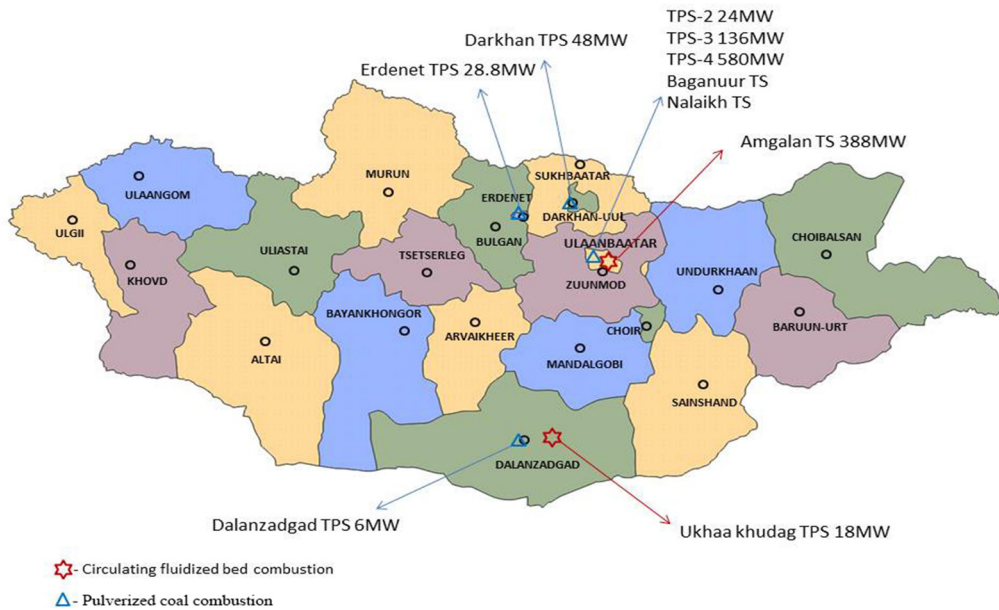 TPS-2 24MW
TPS-3 136MW
TPS-4 580MW
Baganuur TS
Nalaikh TS
Darkhan TPS 48MW
Erdenet TPS 28.8MW
Amgalan TS 388MW
MURUN
SUKHBAATAR
ULAANGOM
ERDENET
DARKHAN-UUL
ULGII
BULGAN
CHOIBALSAN
ULIASTAI
TSETSERLEG
ULAANBAATAR
KHOVD
UNDURKHAAN
ZUUNMOD
BAYANKHONGOR
ARVAIKHEER
CHOIR
BARUUN-URT
ALTAI
MANDALGOBI
SAINSHAND
DALANZADGAD
Dalanzadgad TPS 6MW
Ukhaa khudag TPS 18MW
- Circulating fluidized bed combustion
- Pulverized coal combustion